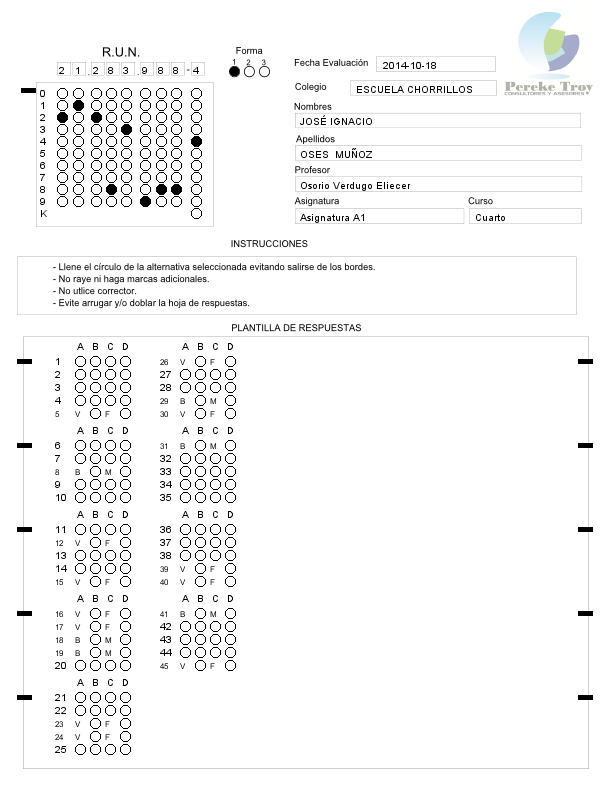 R.U.N.
2 1 . 2 8 3 . 9 8 8 - 4
0
1
2
3
4
5
6
7
8
9
K
Forma
1 2 3
Fecha Evaluación 2014-10-18
Colegio ESCUELA CHORRILLOS
Pereke Troy
CONSULTORES Y ASESORES
Nombres
JOSÉ IGNACIO
Apellidos
OSES MUÑOZ
Profesor
Osorio Verdugo Eliecer
Asignatura Curso
Asignatura A1 Cuarto
INSTRUCCIONES
- Llene el círculo de la alternativa seleccionada evitando salirse de los bordes.
- No raye ni haga marcas adicionales.
- No utlice corrector.
- Evite arrugar y/o doblar la hoja de respuestas.
PLANTILLA DE RESPUESTAS
A B C D
1
2
3
4
5 V F
A B C D
6
7
8 B M
9
10
A B C D
11
12 V F
13
14
15 V F
A B C D
16 V F
17 V F
18 B M
19 B M
20
A B C D
21
22
23 V F
24 V F
25
A B C D
26 V F
27
28
29 B M
30 V F
A B C D
31 B M
32
33
34
35
A B C D
36
37
38
39 V F
40 V F
A B C D
41 B M
42
43
44
45 V F